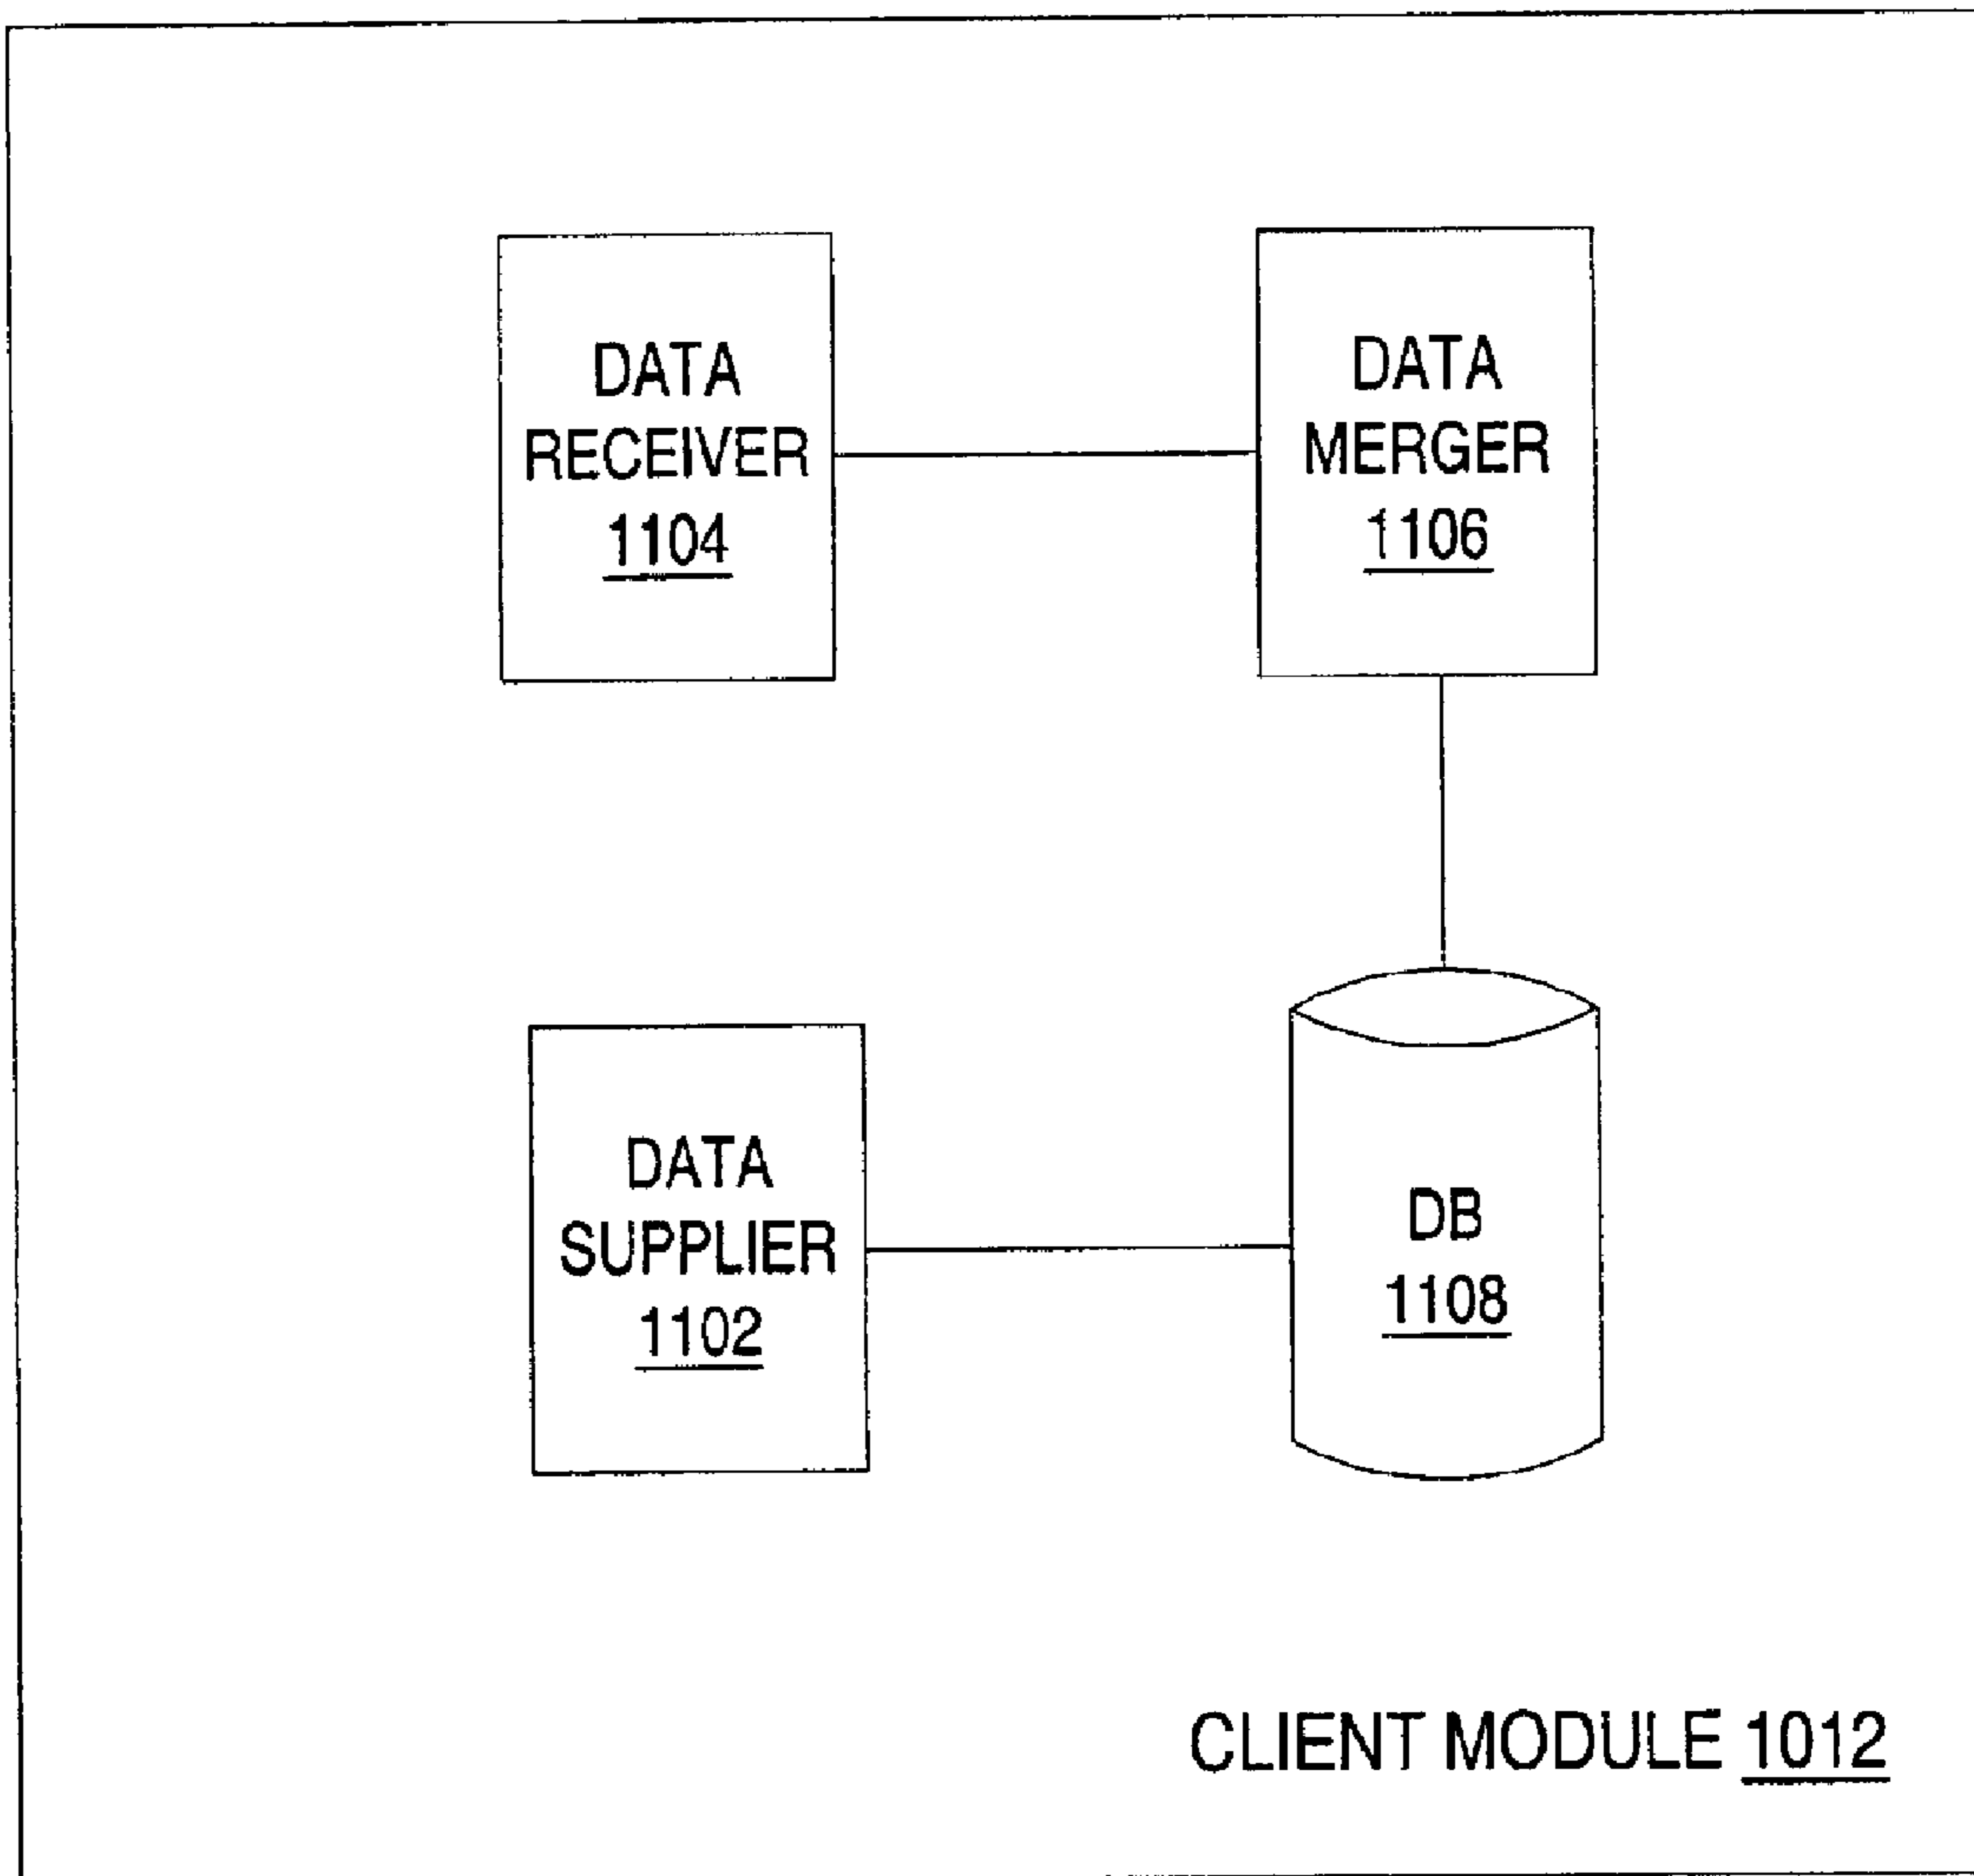 DATA
RECEIVER
1104
DATA
MERGER
1106
DATA
SUPPLIER
1102
DB
1108
CLIENT MODULE 1012